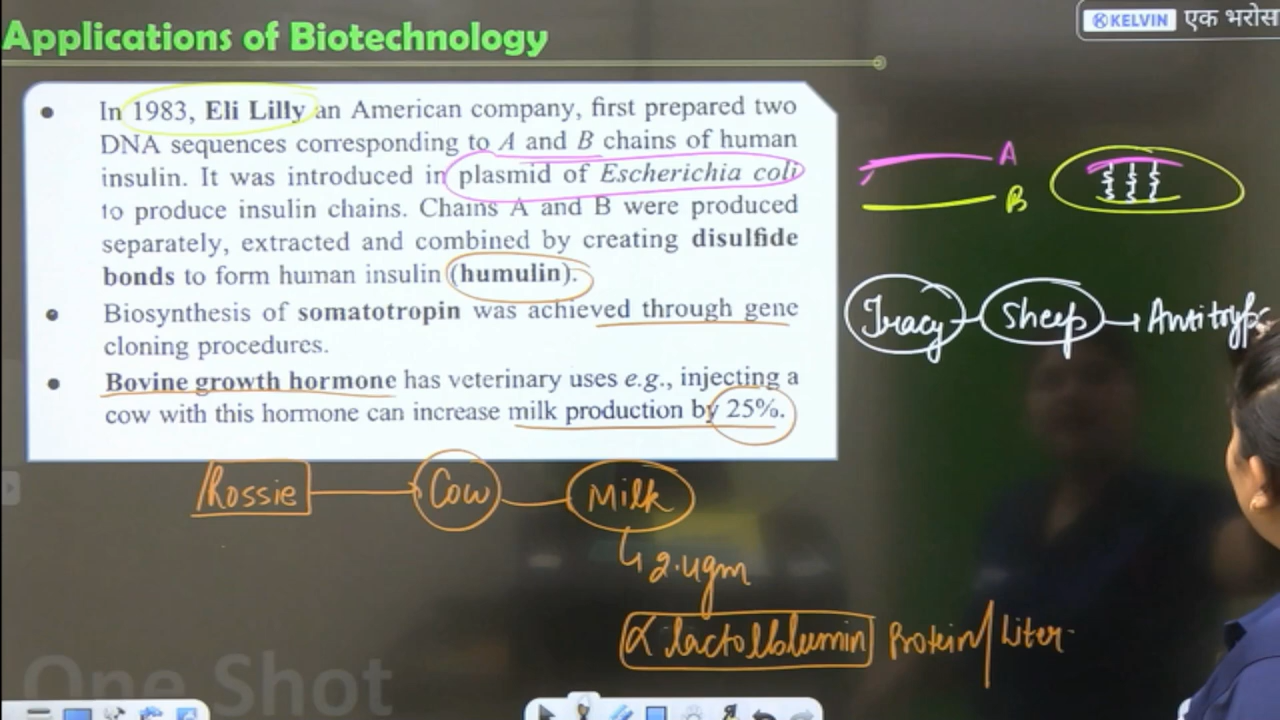 Applications of Biotechnology
KELVIN एक भरोस
• In 1983, Eli Lilly an American company, first prepared two
DNA sequences corresponding to A and B chains of human
insulin. It was introduced in plasmid of Escherichia coli
to produce insulin chains. Chains A and B were produced
separately, extracted and combined by creating disulfide
bonds to form human insulin (humulin).
• Biosynthesis of somatotropin was achieved through gene
cloning procedures.
• Bovine growth hormone has veterinary uses e.g., injecting a
cow with this hormone can increase milk production by 25%.
A
B
Tracy Sheep → Antitryps
Rossie → Cow Milk
↳ 2.4gm
α lactolblumin Protein/Liter
One Shot